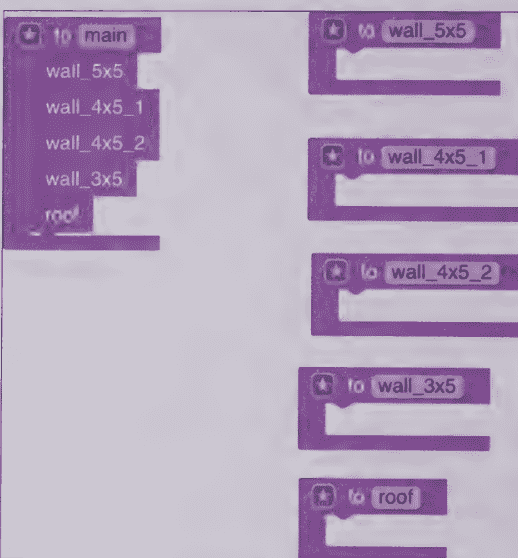 to main
wall_5x5
wall_4x5_1
wall_4x5_2
wall_3x5
roof
to wall_5x5
to wall_4x5_1
to wall_4x5_2
to wall_3x5
to roof